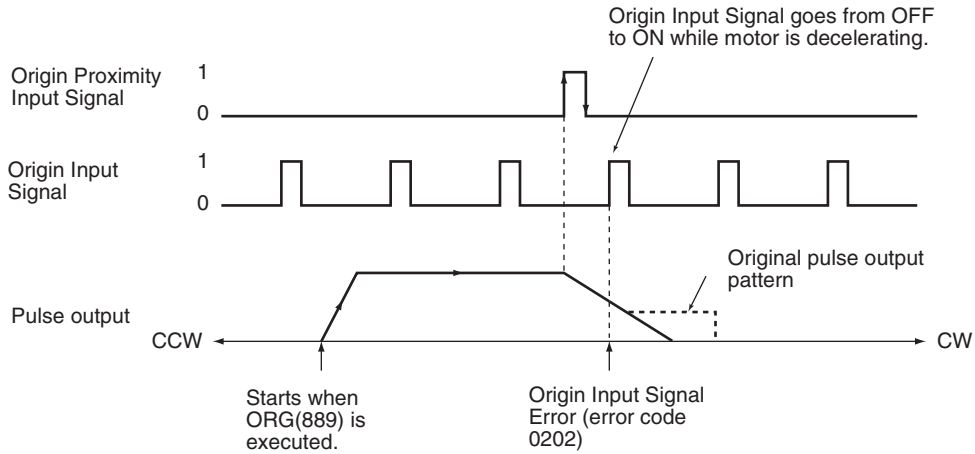 Origin Input Signal goes from OFF
to ON while motor is decelerating.
Origin Proximity
Input Signal
1
0
Origin Input
Signal
1
0
Original pulse output
pattern
Pulse output
CCW
CW
Starts when
ORG(889) is
executed.
Origin Input Signal
Error (error code
0202)